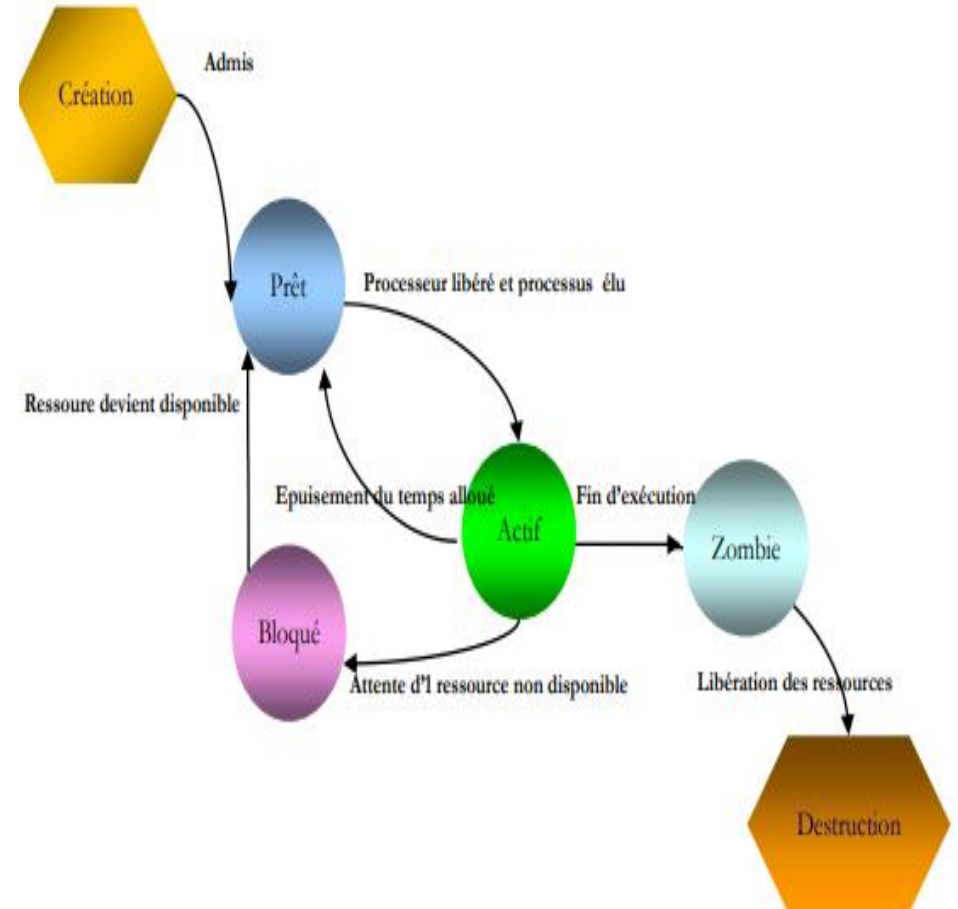 Admis
Création
Prêt
Processeur libéré et processus élu
Ressoure devient disponible
Epuisement du temps alloué
Fin d'exécution
Actif
Zombie
Bloqué
Attente d'1 ressource non disponible
Libération des ressources
Destruction